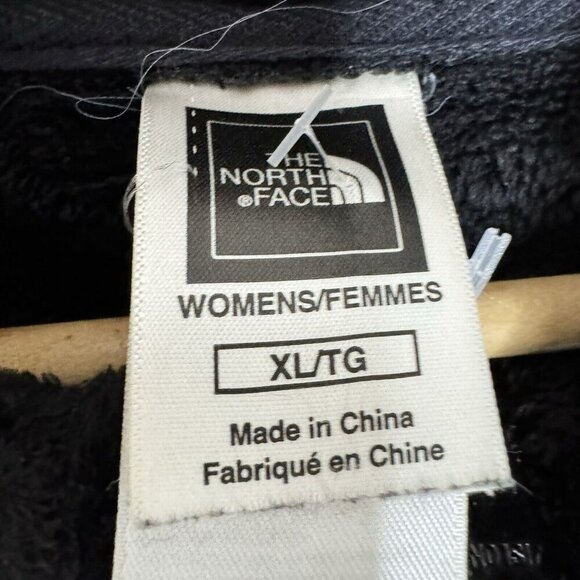 THE
NORTH
®FACE
WOMENS/FEMMES
XL/TG
Made in China
Fabriqué en Chine